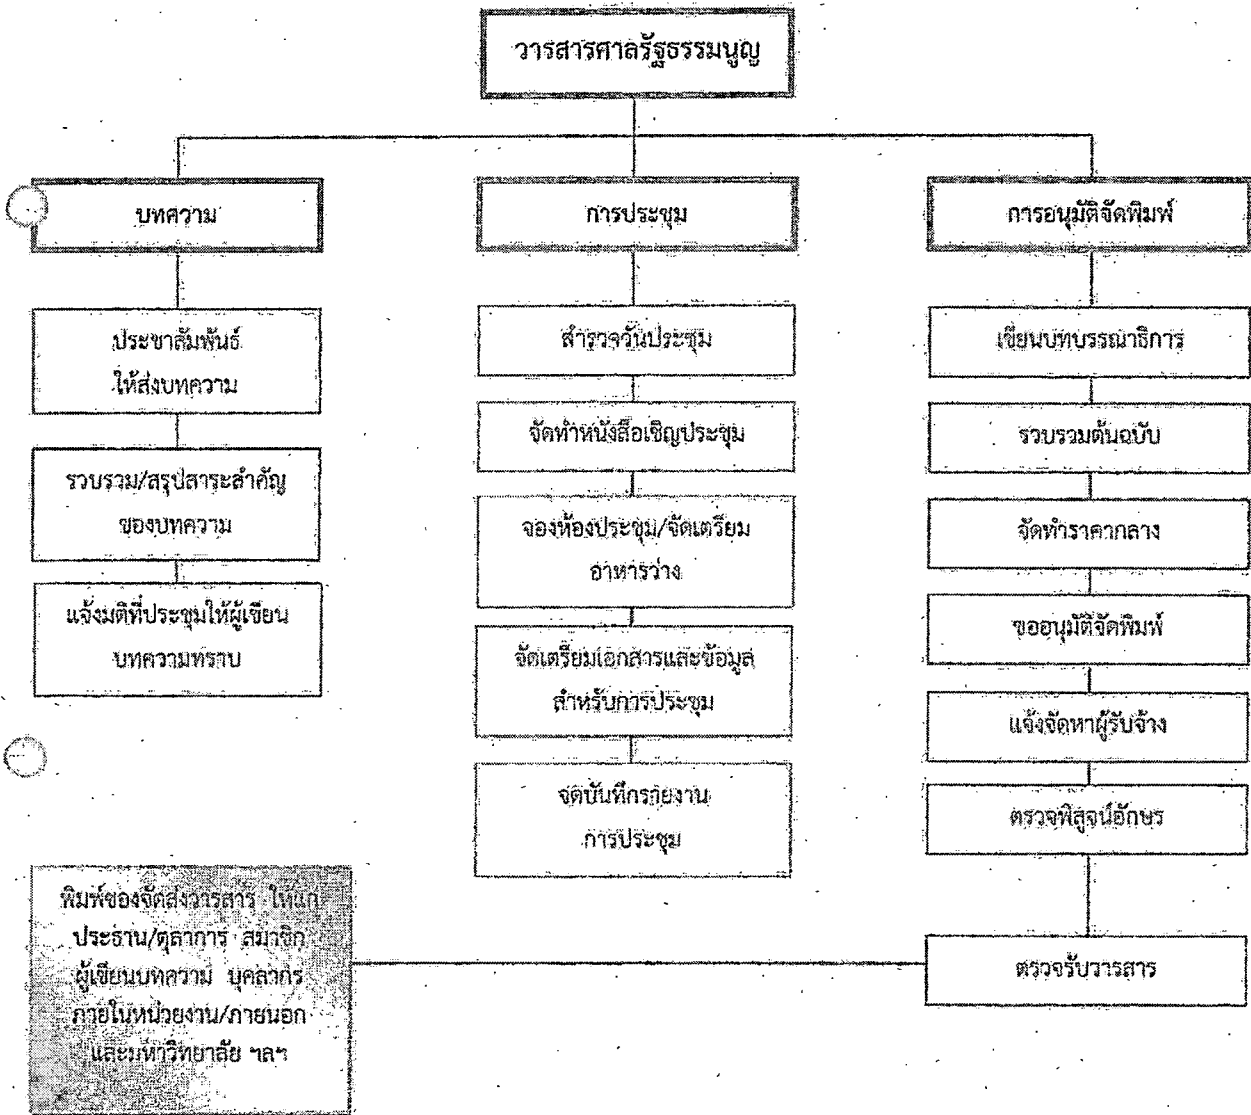 วารสารศาลรัฐธรรมนูญ
บทความ
ประชาสัมพันธ์
ให้ส่งบทความ
รวบรวม/สรุปสาระสำคัญ
ของบทความ
แจ้งมติที่ประชุมให้ผู้เขียน
บทความทราบ
การประชุม
สำรวจวันประชุม
จัดทำหนังสือเชิญประชุม
จองห้องประชุม/จัดเตรียม
อาหารว่าง
จัดเตรียมเอกสารและข้อมูล
สำหรับการประชุม
จดบันทึกรายงาน
การประชุม
การอนุมัติจัดพิมพ์
เขียนบทบรรณาธิการ
รวบรวมต้นฉบับ
จัดทำราคากลาง
ขออนุมัติจัดพิมพ์
แจ้งจัดหาผู้รับจ้าง
ตรวจพิสูจน์อักษร
ตรวจรับวารสาร
พิมพ์ซองจัดส่งวารสาร ให้แก่
ประธาน/ตุลาการ สมาชิก
ผู้เขียนบทความ บุคลากร
ภายในหน่วยงาน/ภายนอก
และมหาวิทยาลัย ฯลฯ